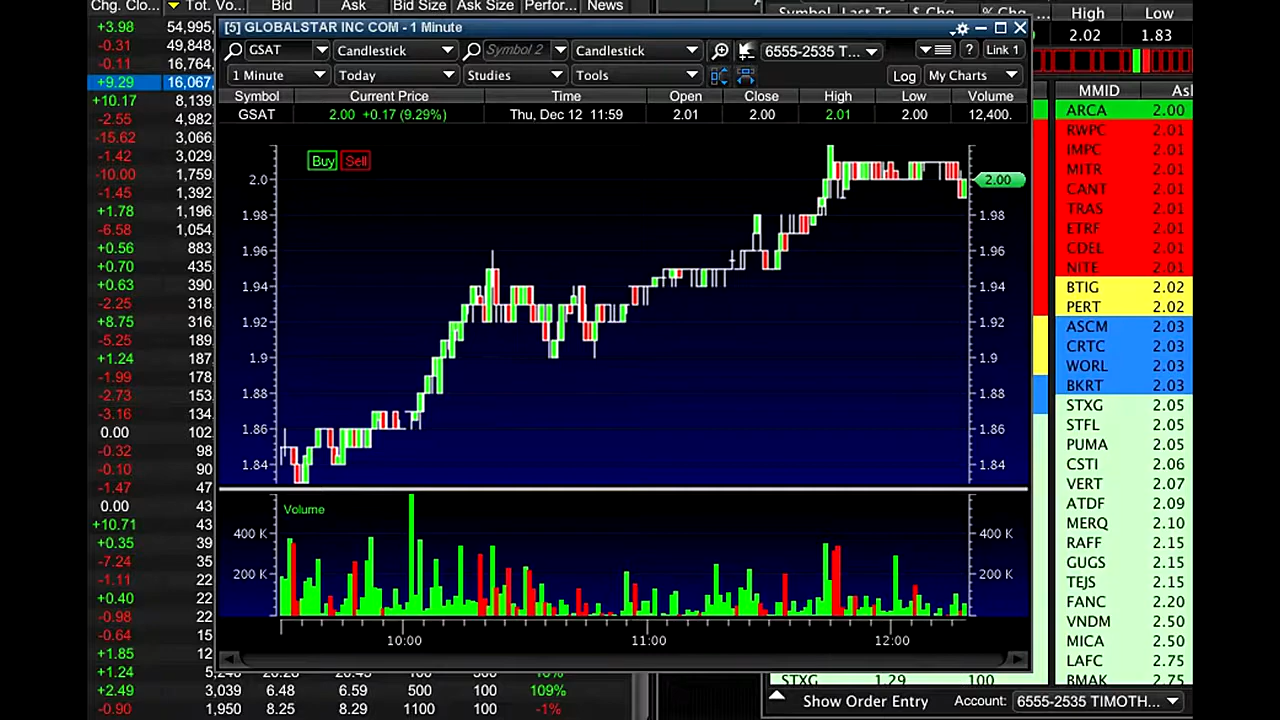 Chg. Clo... Tot. Vo... Bid Ask Bid Size Ask Size Perfor... News
Symbol Last Tr... $ Chg... % Chg... High Low
2.02 1.83
[5] GLOBALSTAR INC COM - 1 Minute
GSAT Candlestick Symbol 2 Candlestick 6555-2535 T... ? Link 1
1 Minute Today Studies Tools Log My Charts
Symbol Current Price Time Open Close High Low Volume
GSAT 2.00 +0.17 (9.29%) Thu, Dec 12 11:59 2.01 2.00 2.01 2.00 12,400.
Buy Sell
2.0 2.00
1.98 1.98
1.96 1.96
1.94 1.94
1.92 1.92
1.9 1.9
1.88 1.88
1.86 1.86
1.84 1.84
Volume
400 K 400 K
200 K 200 K
10:00 11:00 12:00
+3.98 54,995,
-0.31 49,848,
-0.11 16,764,
+9.29 16,067,
+10.17 8,139,
-2.55 4,982,
-15.62 3,066,
-1.42 3,029,
-10.00 1,759,
-1.45 1,392,
+1.78 1,196,
-6.58 1,054,
+0.56 883,
+0.70 435,
+0.63 390,
-2.25 318,
+8.75 316,
-5.25 189,
+1.24 187,
-1.99 178,
-2.73 153,
-3.16 134,
0.00 102,
-0.32 98,
-0.10 90,
-1.47 47,
0.00 43,
+10.71 43,
+0.35 39,
-7.24 35,
-1.11 22,
+0.40 22,
-0.98 22,
-0.64 15,
+1.85 12,
+1.24
+2.49 3,039 6.48 6.59 500 100 109%
-0.90 1,950 8.25 8.29 1100 100 -1%
MMID As
ARCA 2.00
RWPC 2.01
IMPC 2.01
MITR 2.01
CANT 2.01
TRAS 2.01
ETRF 2.01
CDEL 2.01
NITE 2.01
BTIG 2.02
PERT 2.02
ASCM 2.03
CRTC 2.03
WORL 2.03
BKRT 2.03
STXG 2.05
STFL 2.05
PUMA 2.05
CSTI 2.06
VERT 2.07
ATDF 2.09
MERQ 2.10
RAFF 2.15
GUGS 2.15
TEJS 2.15
FANC 2.20
VNDM 2.50
MICA 2.50
LAFC 2.75
BMAK 2.75
STXG 1.29 100
Show Order Entry Account: 6555-2535 TIMOTH...